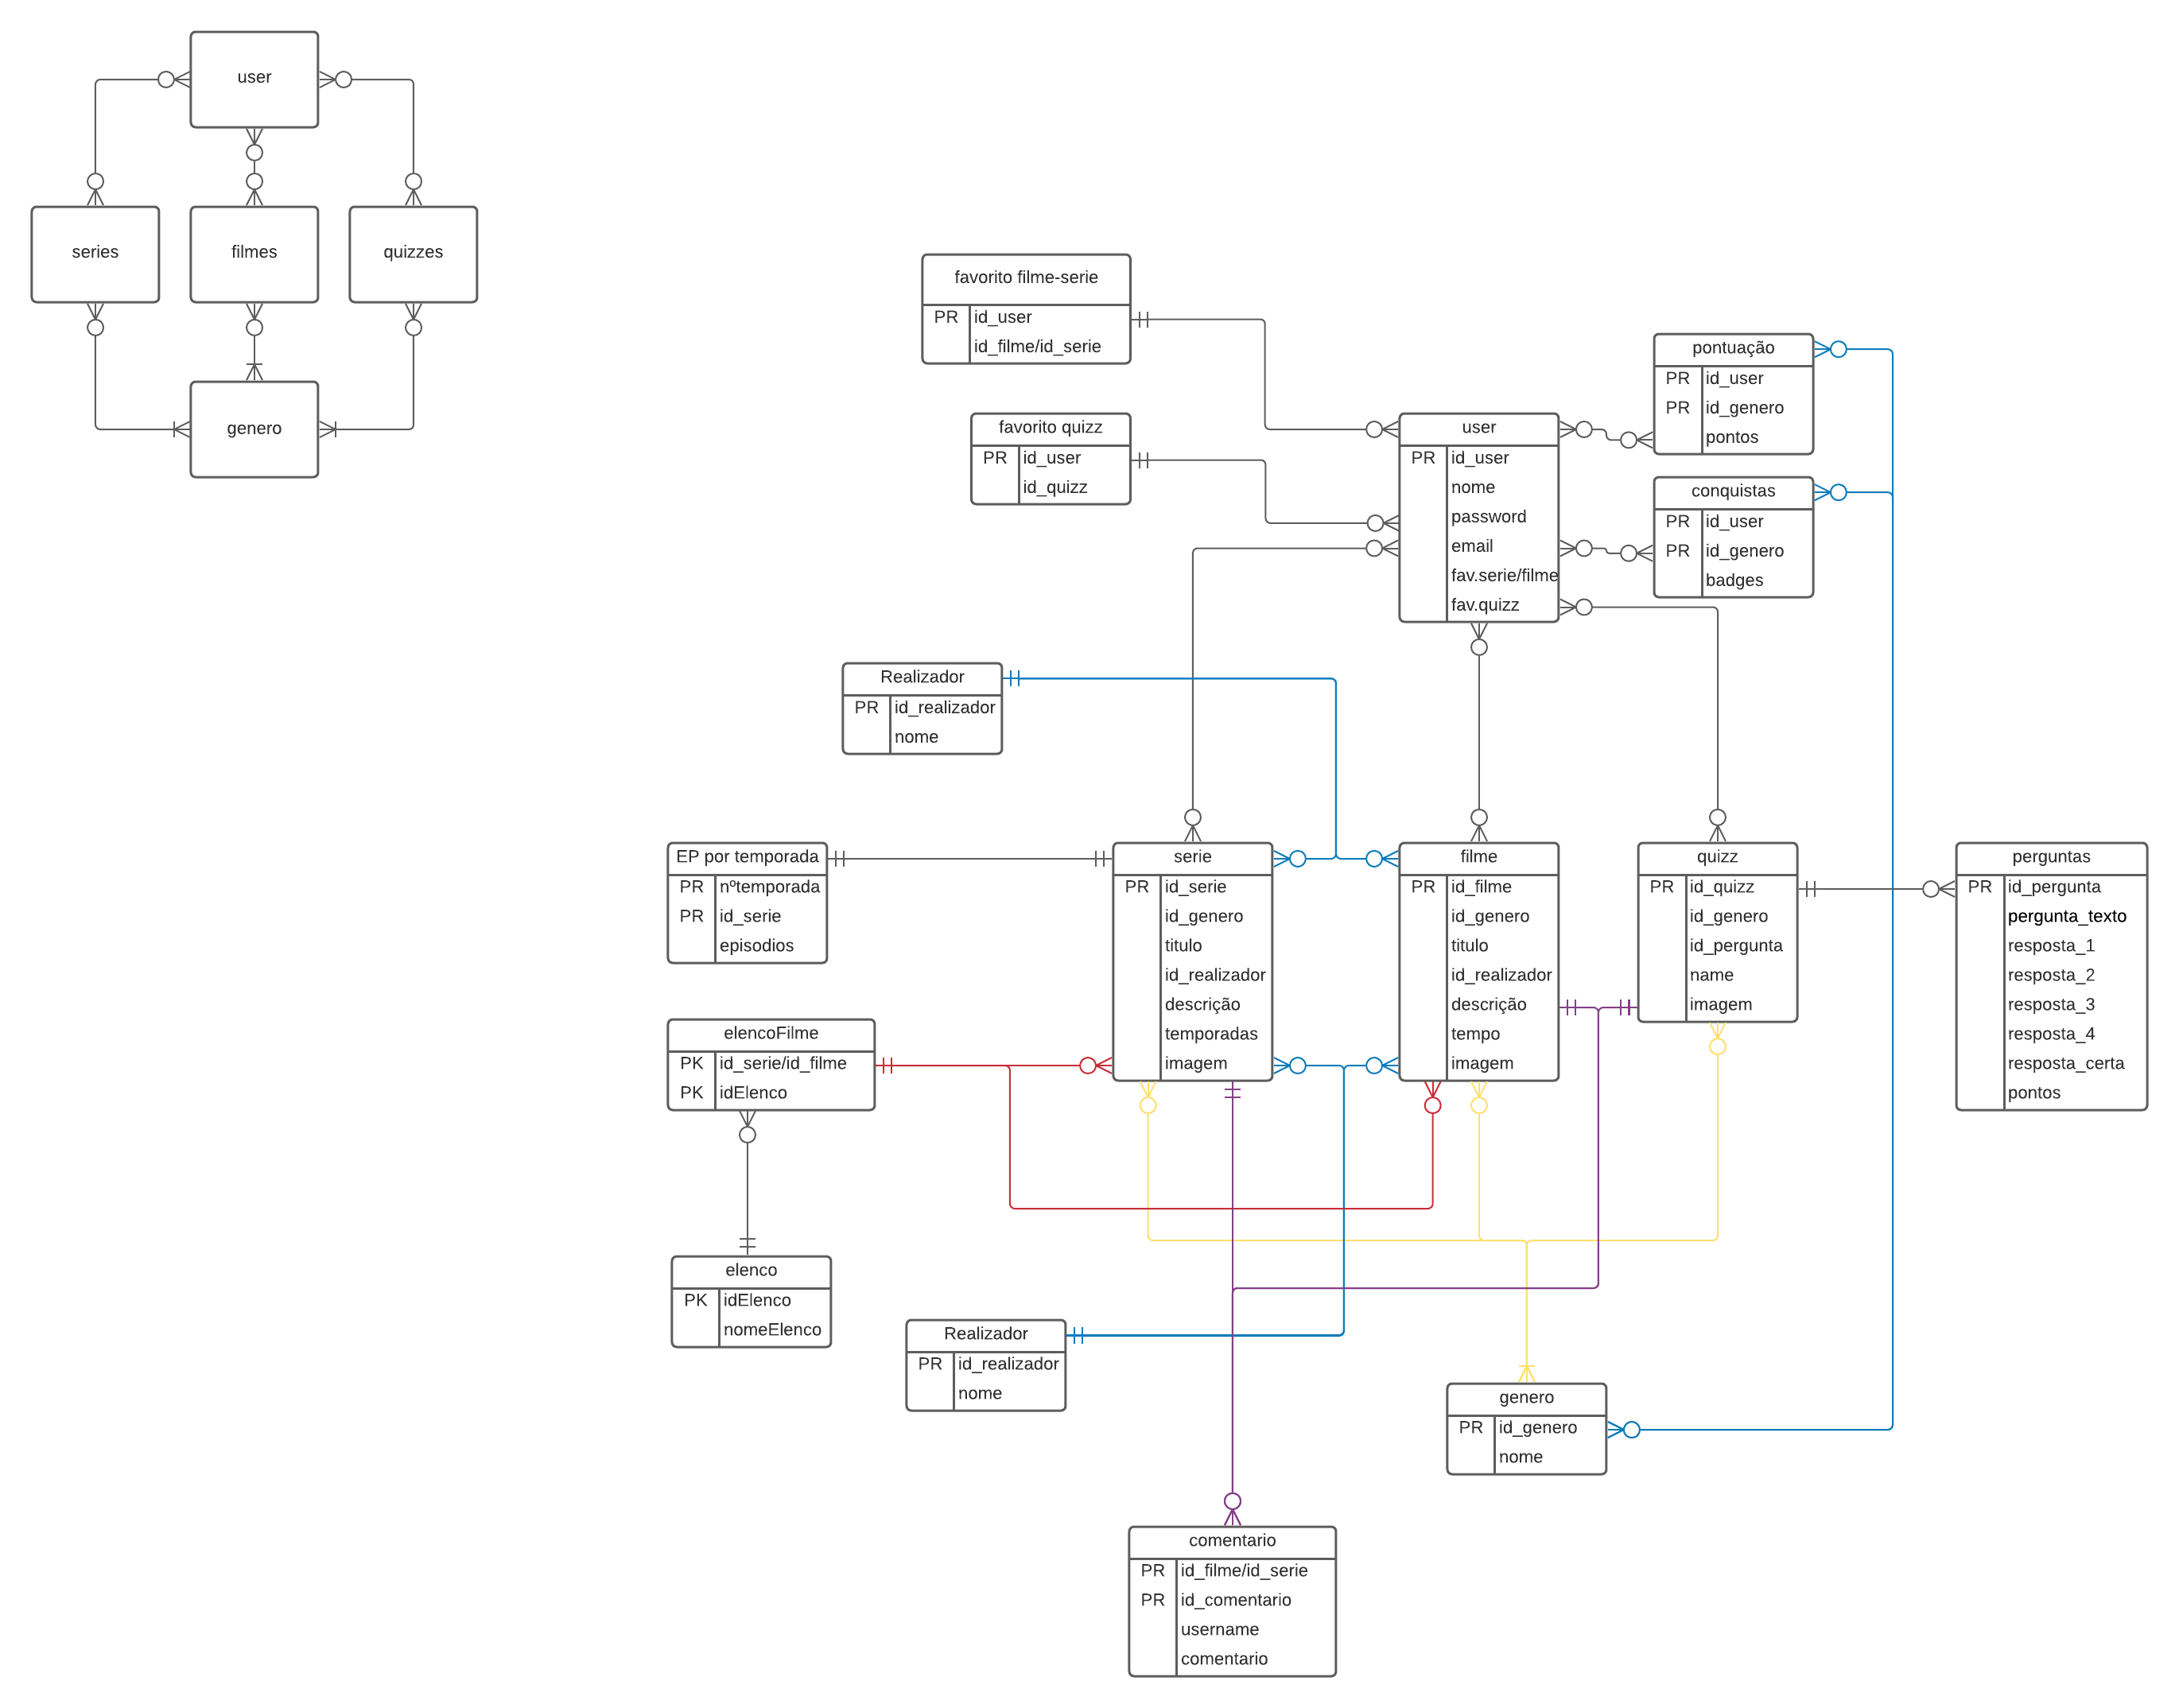 user
series
filmes
quizzes
genero
favorito filme-serie
PR id_user
id_filme/id_serie
favorito quizz
PR id_user
id_quizz
user
PR id_user
nome
password
email
fav.serie/filme
fav.quizz
pontuação
PR id_user
PR id_genero
pontos
conquistas
PR id_user
PR id_genero
badges
Realizador
PR id_realizador
nome
EP por temporada
PR nºtemporada
PR id_serie
episodios
serie
PR id_serie
id_genero
titulo
id_realizador
descrição
temporadas
imagem
filme
PR id_filme
id_genero
titulo
id_realizador
descrição
tempo
imagem
quizz
PR id_quizz
id_genero
id_pergunta
name
imagem
perguntas
PR id_pergunta
pergunta_texto
resposta_1
resposta_2
resposta_3
resposta_4
resposta_certa
pontos
elencoFilme
PK id_serie/id_filme
PK idElenco
elenco
PK idElenco
nomeElenco
Realizador
PR id_realizador
nome
genero
PR id_genero
nome
comentario
PR id_filme/id_serie
PR id_comentario
username
comentario